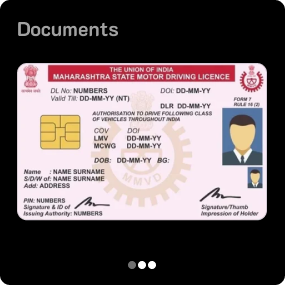 Documents
THE UNION OF INDIA
MAHARASHTRA STATE MOTOR DRIVING LICENCE
DL No: NUMBERS DOI: DD-MM-YY
Valid Till: DD-MM-YY (NT)
DLR DD-MM-YY
FORM 7
RULE 16 (2)
AUTHORISATION TO DRIVE FOLLOWING CLASS
OF VEHICLES THROUGHOUT INDIA
COV DOI
LMV DD-MM-YY
MCWG DD-MM-YY
DOB: DD-MM-YY BG:
Name : NAME SURNAME
S/D/W of: NAME SURNAME
Add: ADDRESS
MMVD
PIN: NUMBERS
Signature & ID of
Issuing Authority: NUMBERS
Signature/Thumb
Impression of Holder